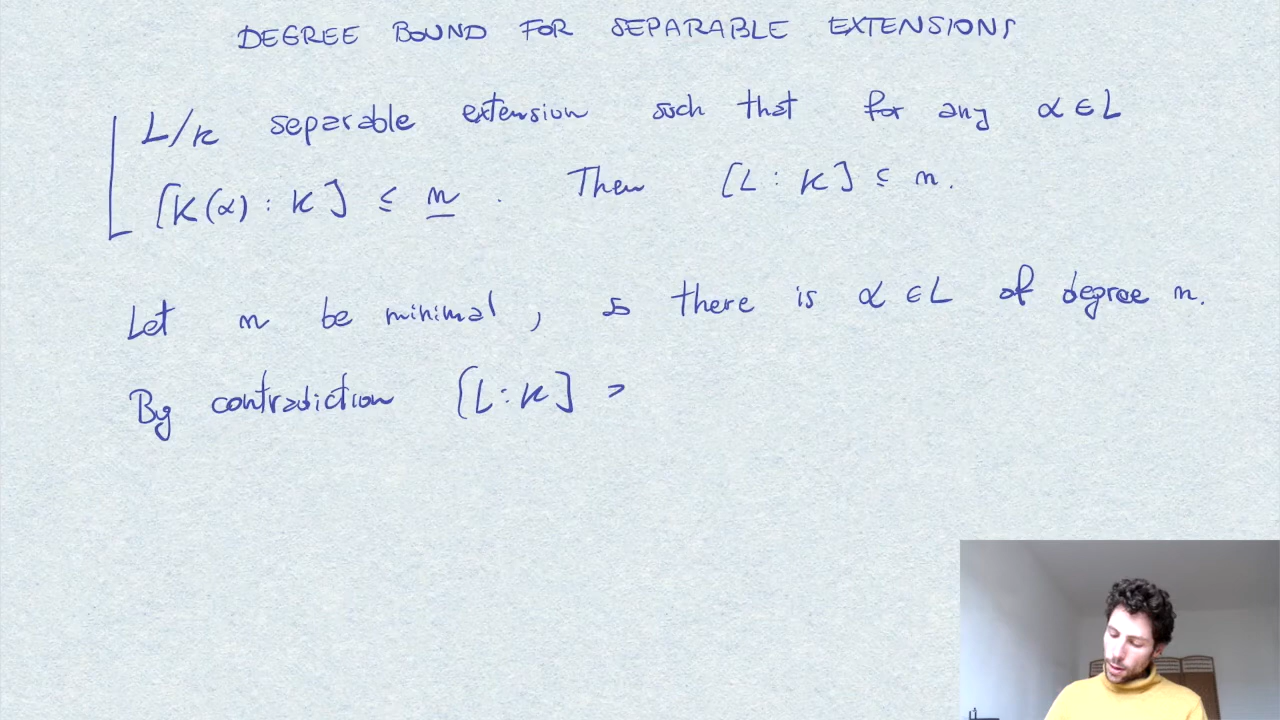 DEGREE BOUND FOR SEPARABLE EXTENSIONS
L/K separable extension such that for any α ∈ L
[K(α) : K] ≤ n. Then [L : K] ≤ n.
Let n be minimal, so there is α ∈ L of degree n.
By contradiction [L : K] >